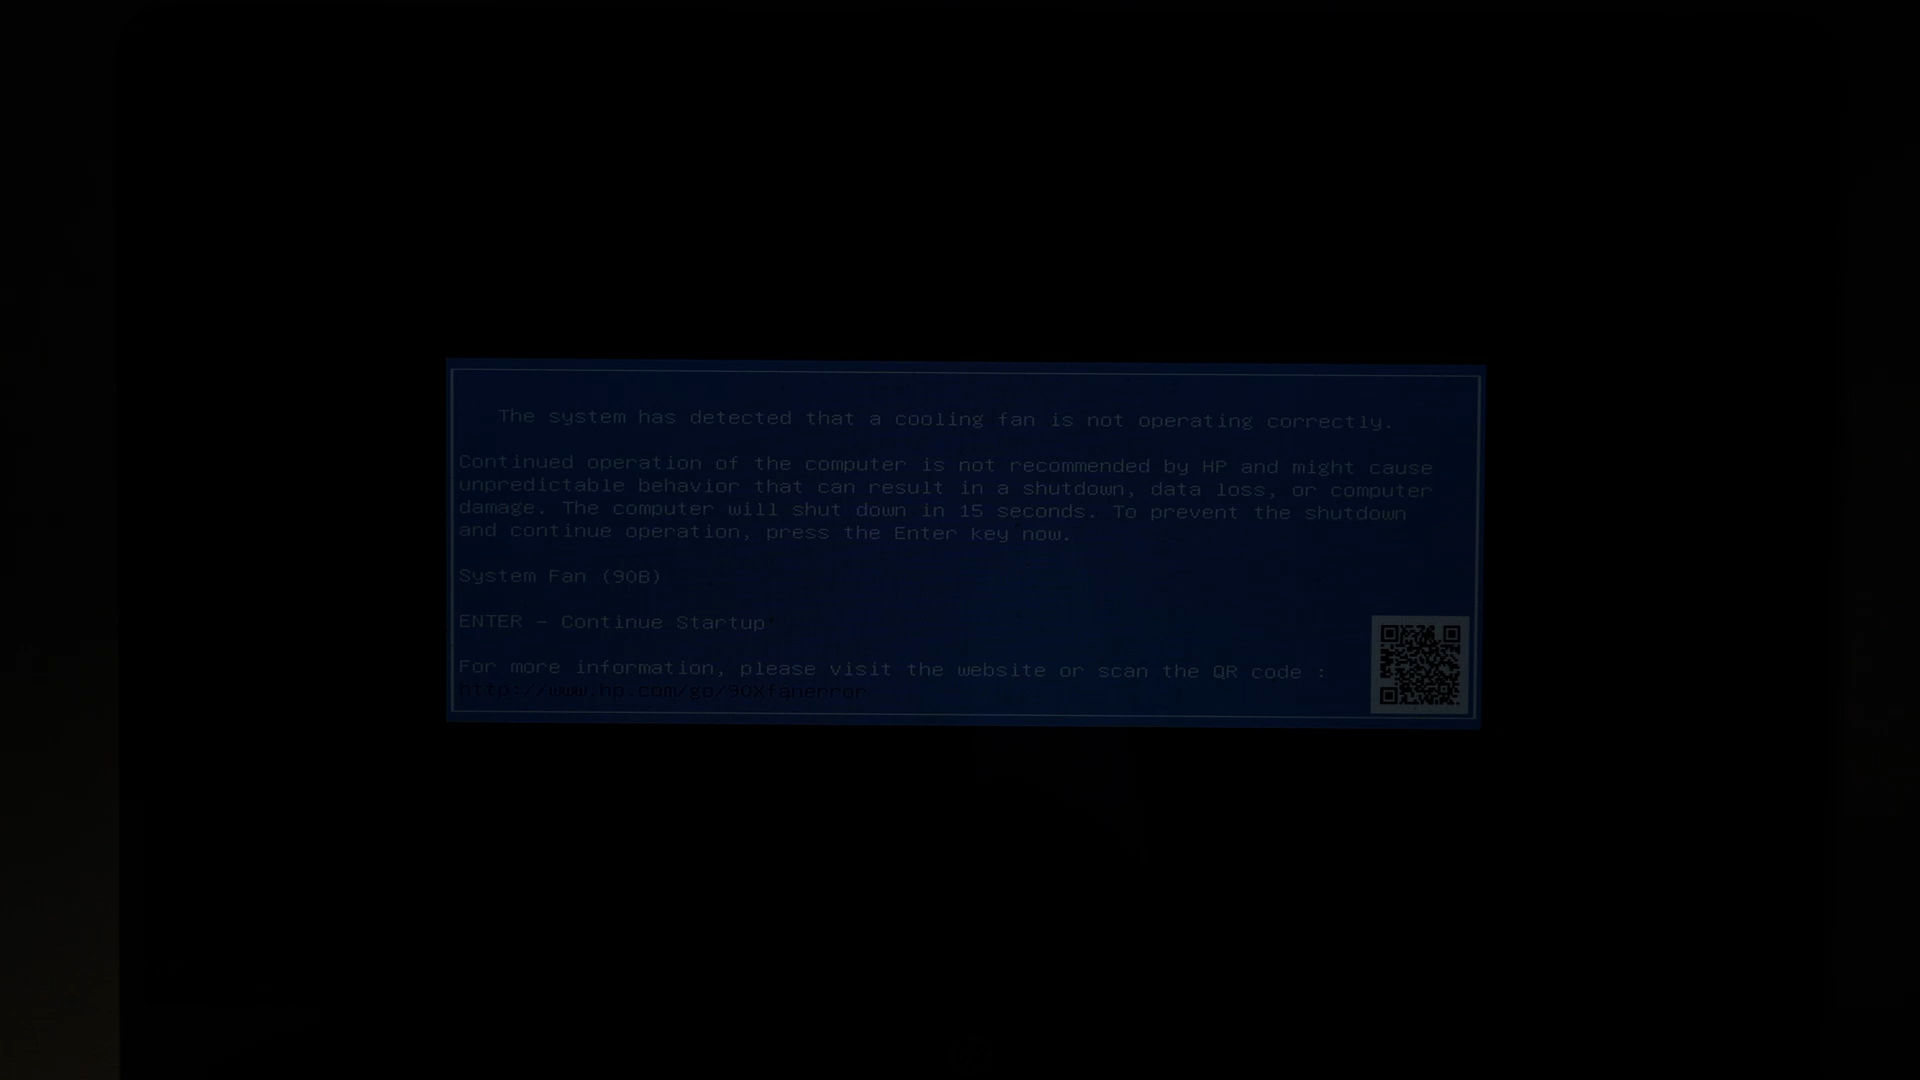 The system has detected that a cooling fan is not operating correctly.
Continued operation of the computer is not recommended by HP and might cause
unpredictable behavior that can result in a shutdown, data loss, or computer
damage. The computer will shut down in 15 seconds. To prevent the shutdown
and continue operation, press the Enter key now.
System Fan (90B)
ENTER – Continue Startup
For more information, please visit the website or scan the QR code :
http://www.hp.com/go/90Xfanerror